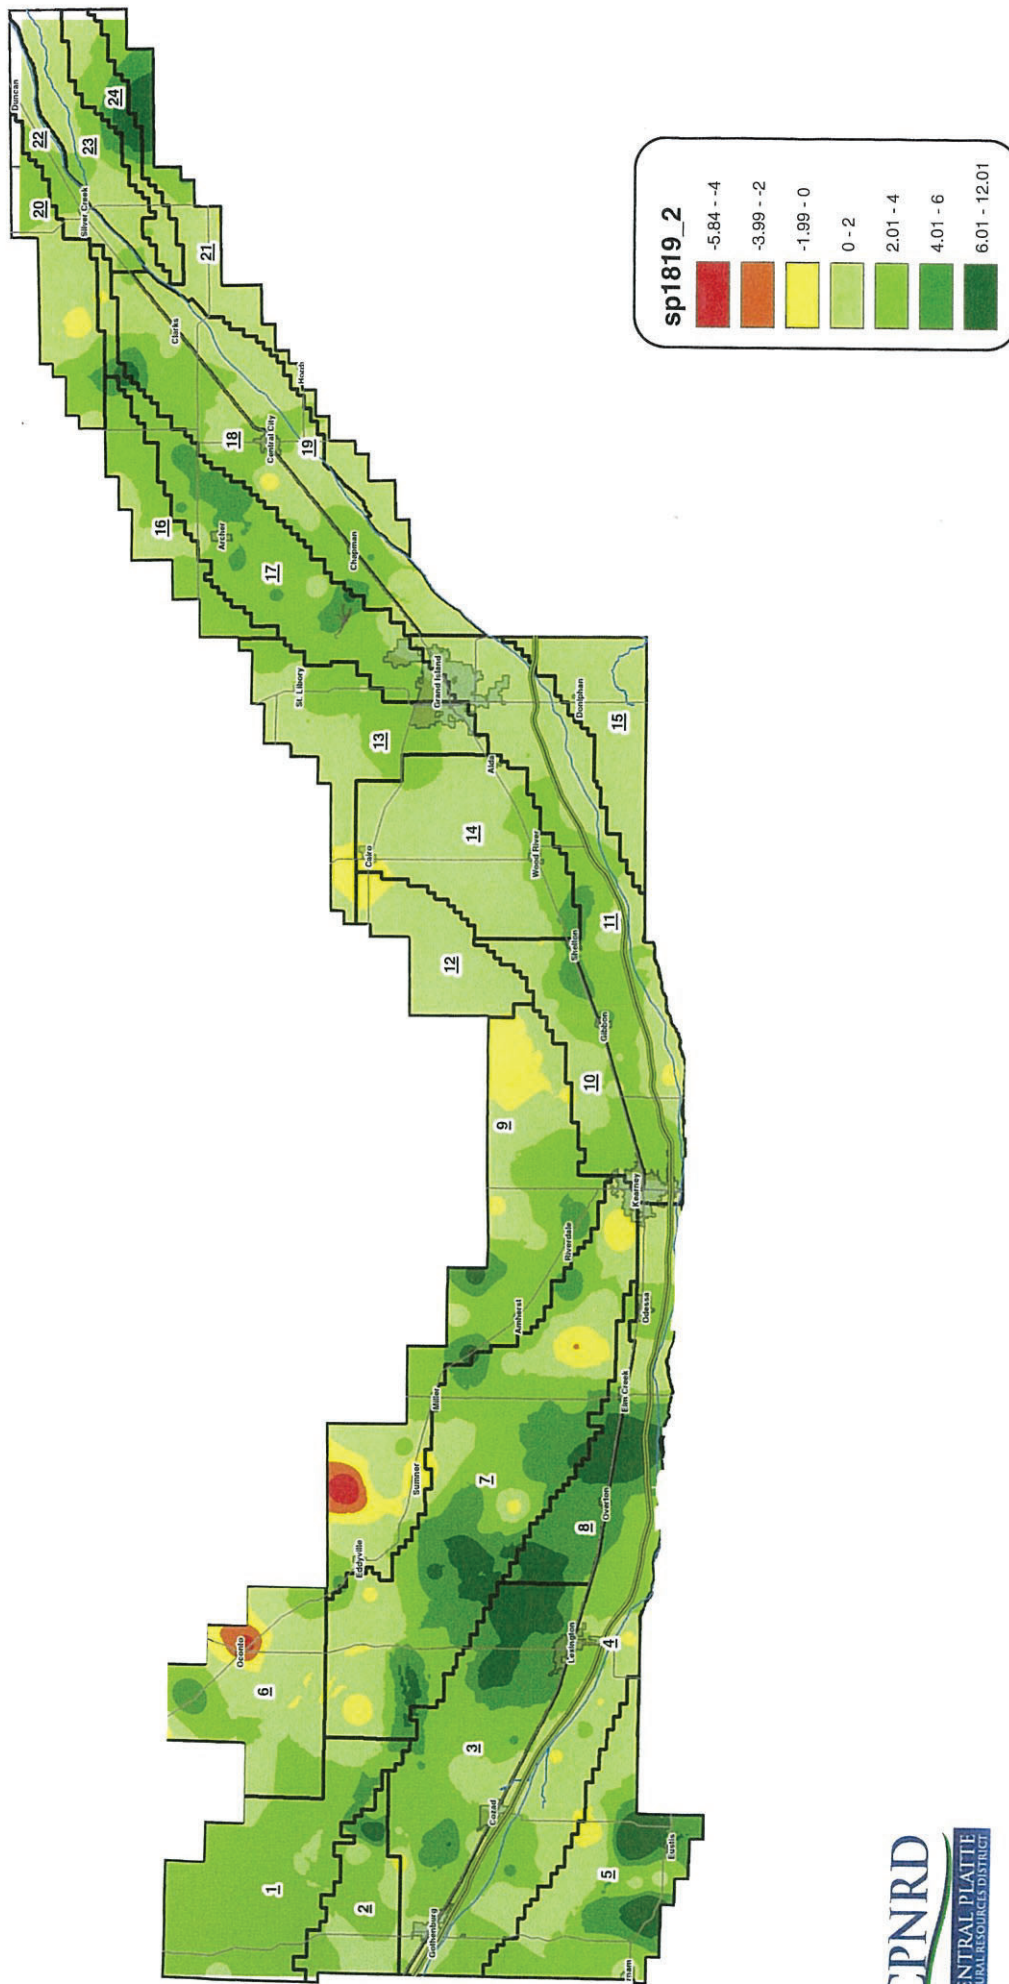 sp1819_2
-5.84 - -4
-3.99 - -2
-1.99 - 0
0 - 2
2.01 - 4
4.01 - 6
6.01 - 12.01
1
2
3
4
5
6
7
8
9
10
11
12
13
14
15
16
17
18
19
20
21
22
23
24
Gothenburg
Cozad
Lexington
Eustis
Oconto
Eddyville
Sumner
Miller
Amherst
Riverdale
Overton
Elm Creek
Odessa
Kearney
Gibbon
Shelton
Wood River
Alda
Cairo
Doniphan
Grand Island
St. Libory
Chapman
Archer
Central City
Clarks
Silver Creek
Duncan
CPNRD
NTRAL PLATTE
URAL RESOURCES DISTRICT